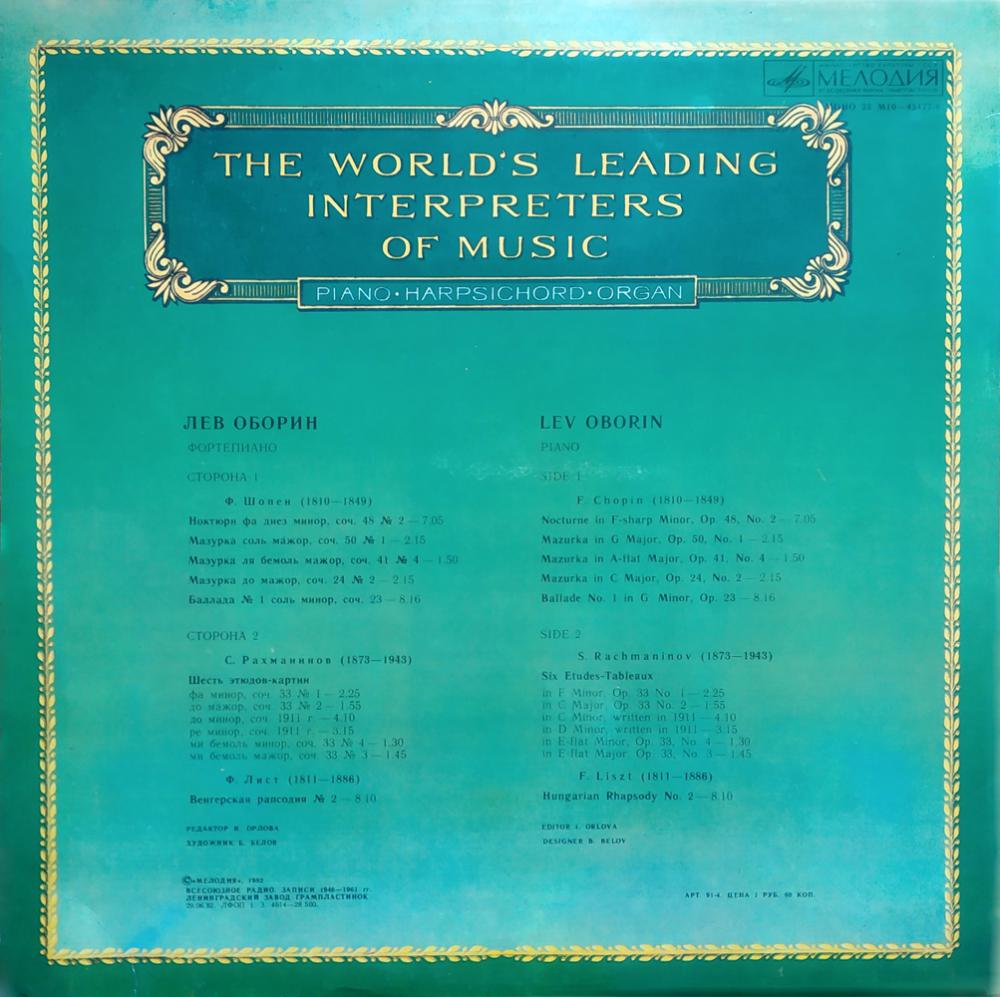 МЕЛОДИЯ
THE WORLD'S LEADING
INTERPRETERS
OF MUSIC
PIANO·HARPSICHORD·ORGAN
ЛЕВ ОБОРИН
ФОРТЕПИАНО
СТОРОНА 1
Ф. Шопен (1810—1849)
Ноктюрн фа диез минор, соч. 48 № 2 — 7.05
Мазурка соль мажор, соч. 50 № 1 — 2.15
Мазурка ля бемоль мажор, соч. 41 № 4 — 1.50
Мазурка до мажор, соч. 24 № 2 — 2.15
Баллада № 1 соль минор, соч. 23 — 8.16
СТОРОНА 2
С. Рахманинов (1873—1943)
Шесть этюдов-картин
фа минор, соч. 33 № 1 — 2.25
до мажор, соч. 33 № 2 — 1.55
до минор, соч. 1911 г. — 4.10
ре минор, соч. 1911 г. — 3.15
ми бемоль минор, соч. 33 № 4 — 1.30
ми бемоль мажор, соч. 33 № 3 — 1.45
Ф. Лист (1811—1886)
Венгерская рапсодия № 2 — 8.10
РЕДАКТОР И. ОРЛОВА
ХУДОЖНИК Б. БЕЛОВ
LEV OBORIN
PIANO
SIDE 1
F. Chopin (1810—1849)
Nocturne in F-sharp Minor, Op. 48, No. 2 — 7.05
Mazurka in G Major, Op. 50, No. 1 — 2.15
Mazurka in A-flat Major, Op. 41, No. 4 — 1.50
Mazurka in C Major, Op. 24, No. 2 — 2.15
Ballade No. 1 in G Minor, Op. 23 — 8.16
SIDE 2
S. Rachmaninov (1873—1943)
Six Etudes-Tableaux
in F Minor, Op. 33 No. 1 — 2.25
in C Major, Op. 33 No. 2 — 1.55
in C Minor, written in 1911 — 4.10
in D Minor, written in 1911 — 3.15
in E-flat Minor, Op. 33, No. 4 — 1.30
in E-flat Major, Op. 33, No. 3 — 1.45
F. Liszt (1811—1886)
Hungarian Rhapsody No. 2 — 8.10
EDITOR I. ORLOVA
DESIGNER B. BELOV
© «МЕЛОДИЯ», 1982
ВСЕСОЮЗНОЕ РАДИО. ЗАПИСИ 1946—1961 гг.
ЛЕНИНГРАДСКИЙ ЗАВОД ГРАМПЛАСТИНОК
АРТ. 91-4. ЦЕНА 1 РУБ. 90 КОП.